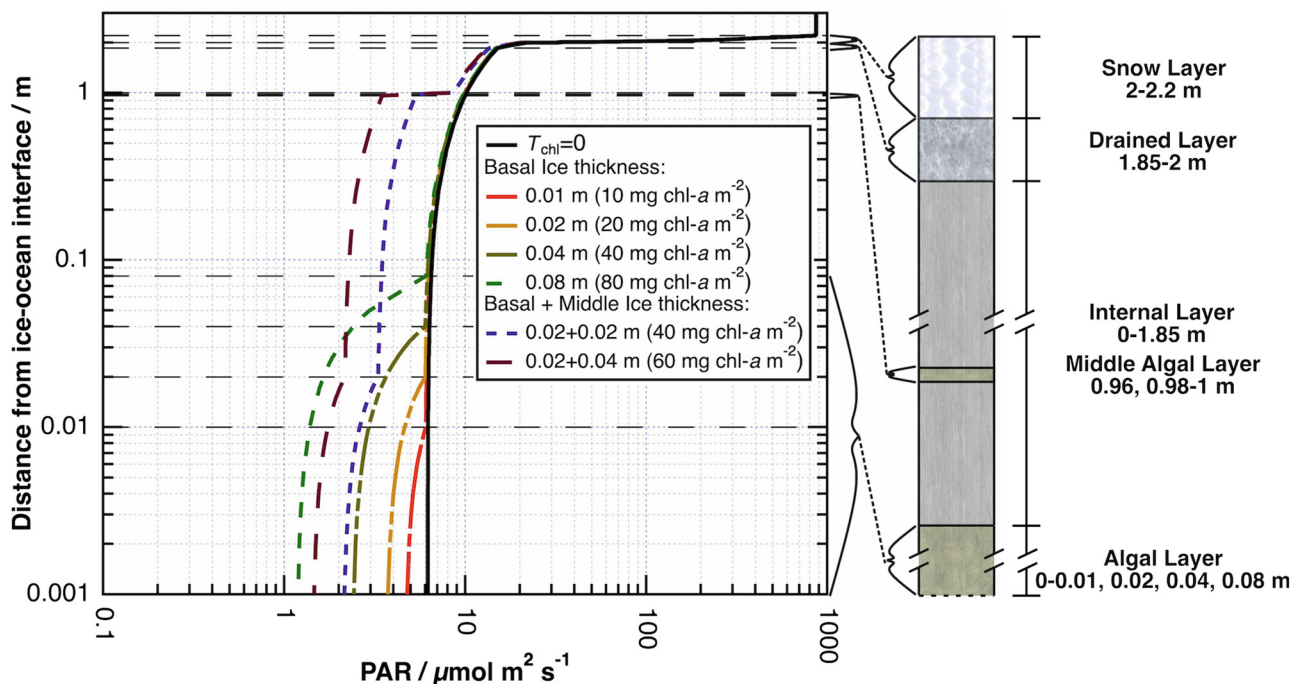 Distance from ice-ocean interface / m
1
0.1
0.01
0.001
0.1
1
10
100
1000
PAR / µmol m² s⁻¹
T_chl=0
Basal Ice thickness:
0.01 m (10 mg chl-a m⁻²)
0.02 m (20 mg chl-a m⁻²)
0.04 m (40 mg chl-a m⁻²)
0.08 m (80 mg chl-a m⁻²)
Basal + Middle Ice thickness:
0.02+0.02 m (40 mg chl-a m⁻²)
0.02+0.04 m (60 mg chl-a m⁻²)
Snow Layer
2-2.2 m
Drained Layer
1.85-2 m
Internal Layer
0-1.85 m
Middle Algal Layer
0.96, 0.98-1 m
Algal Layer
0-0.01, 0.02, 0.04, 0.08 m